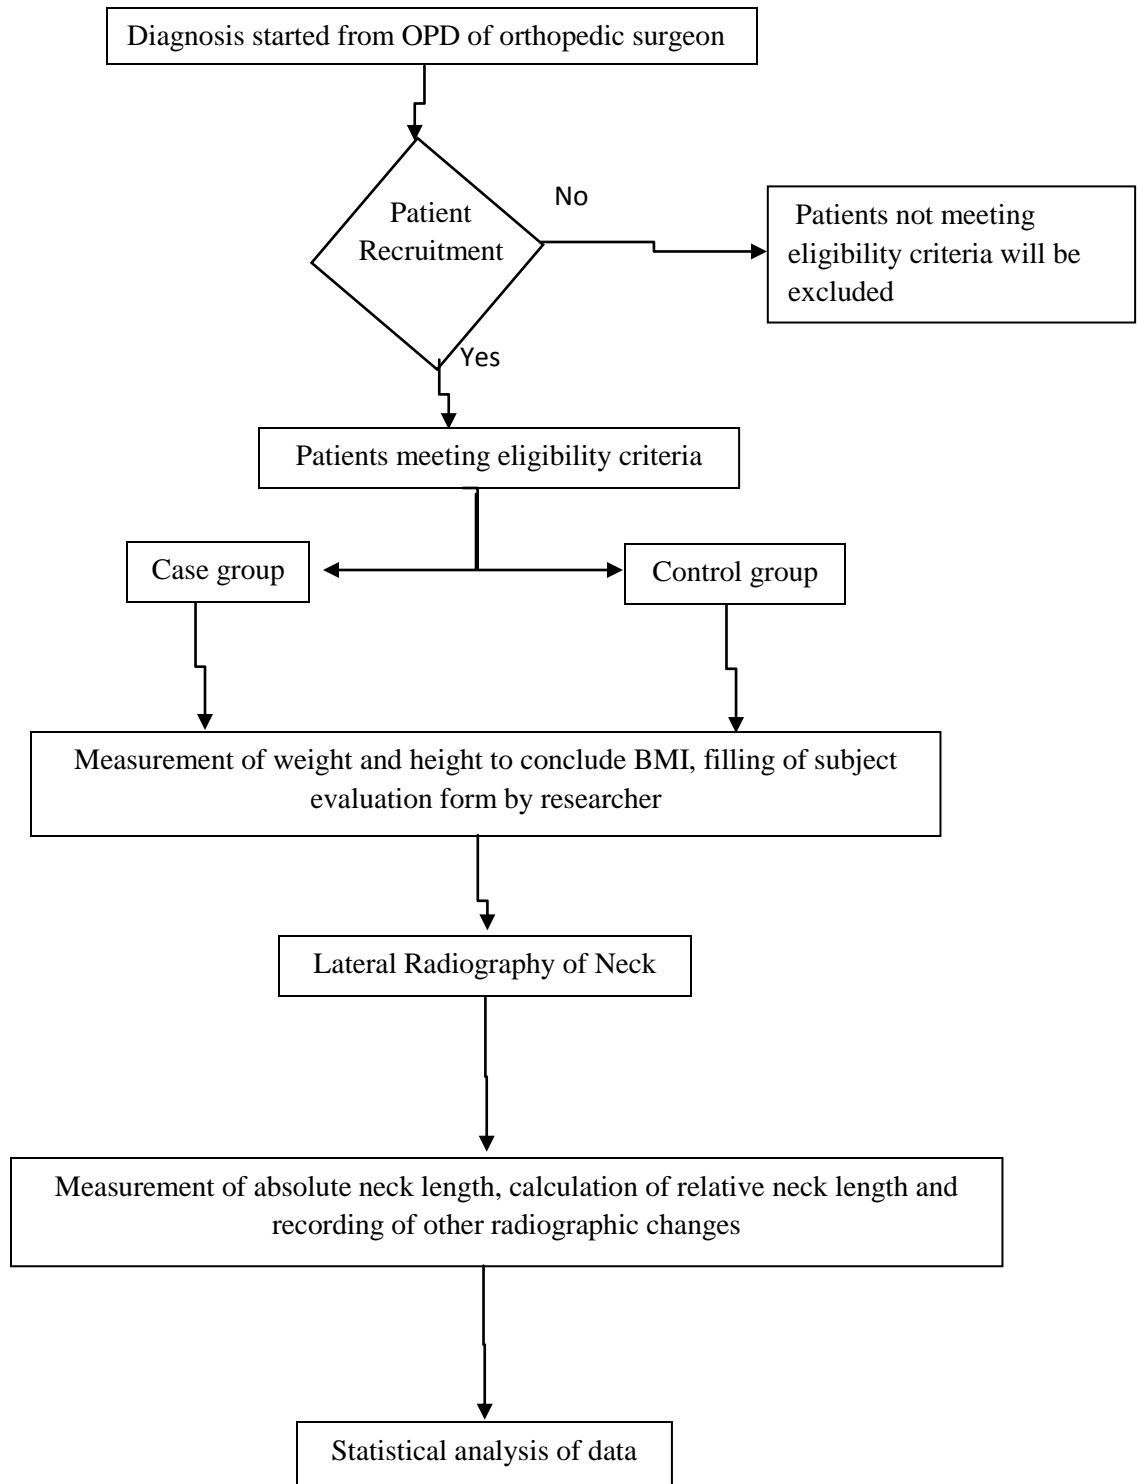 Diagnosis started from OPD of orthopedic surgeon
Patient
Recruitment
No
Patients not meeting
eligibility criteria will be
excluded
Yes
Patients meeting eligibility criteria
Case group
Control group
Measurement of weight and height to conclude BMI, filling of subject
evaluation form by researcher
Lateral Radiography of Neck
Measurement of absolute neck length, calculation of relative neck length and
recording of other radiographic changes
Statistical analysis of data